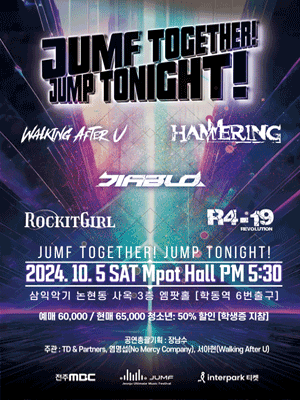 JUMF TOGETHER!
JUMP TONIGHT!
WALKING AFTER U
HAMMERING
DIABLO
ROCKITGIRL
R4-19
REVOLUTION
JUMF TOGETHER! JUMP TONIGHT!
2024. 10. 5 SAT Mpot Hall PM 5:30
삼익악기 논현동 사옥 3층 엠팟홀 [학동역 6번출구]
예매 60,000 / 현매 65,000 청소년: 50% 할인 [학생증 지참]
공연총괄기획 : 장남수
주관 : TD & Partners, 염명섭(No Mercy Company), 서아현(Walking After U)
전주MBC
JUMF
Jeonju Ultimate Music Festival
interpark 티켓